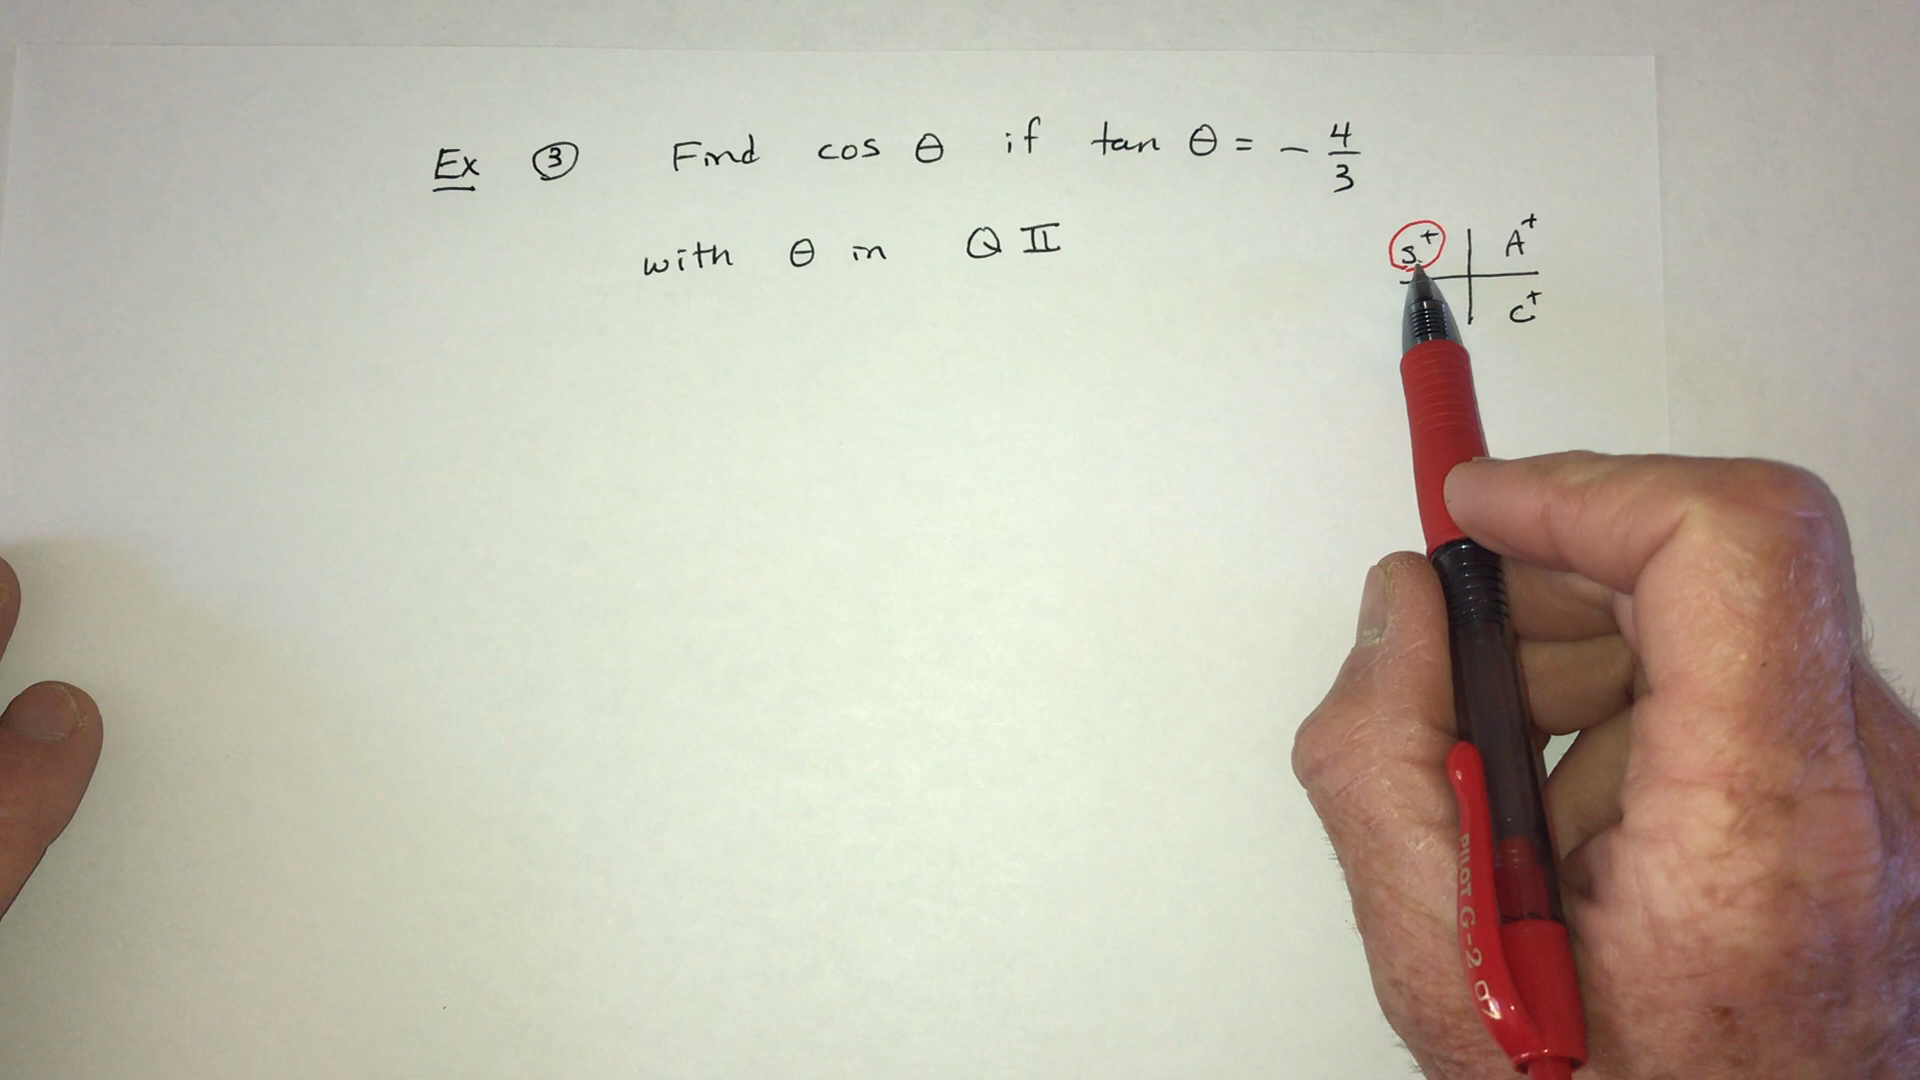 Ex ③ Find cos θ if tan θ = - 4/3
with θ in Q II
S+ A+
C+
PILOT G-2 07